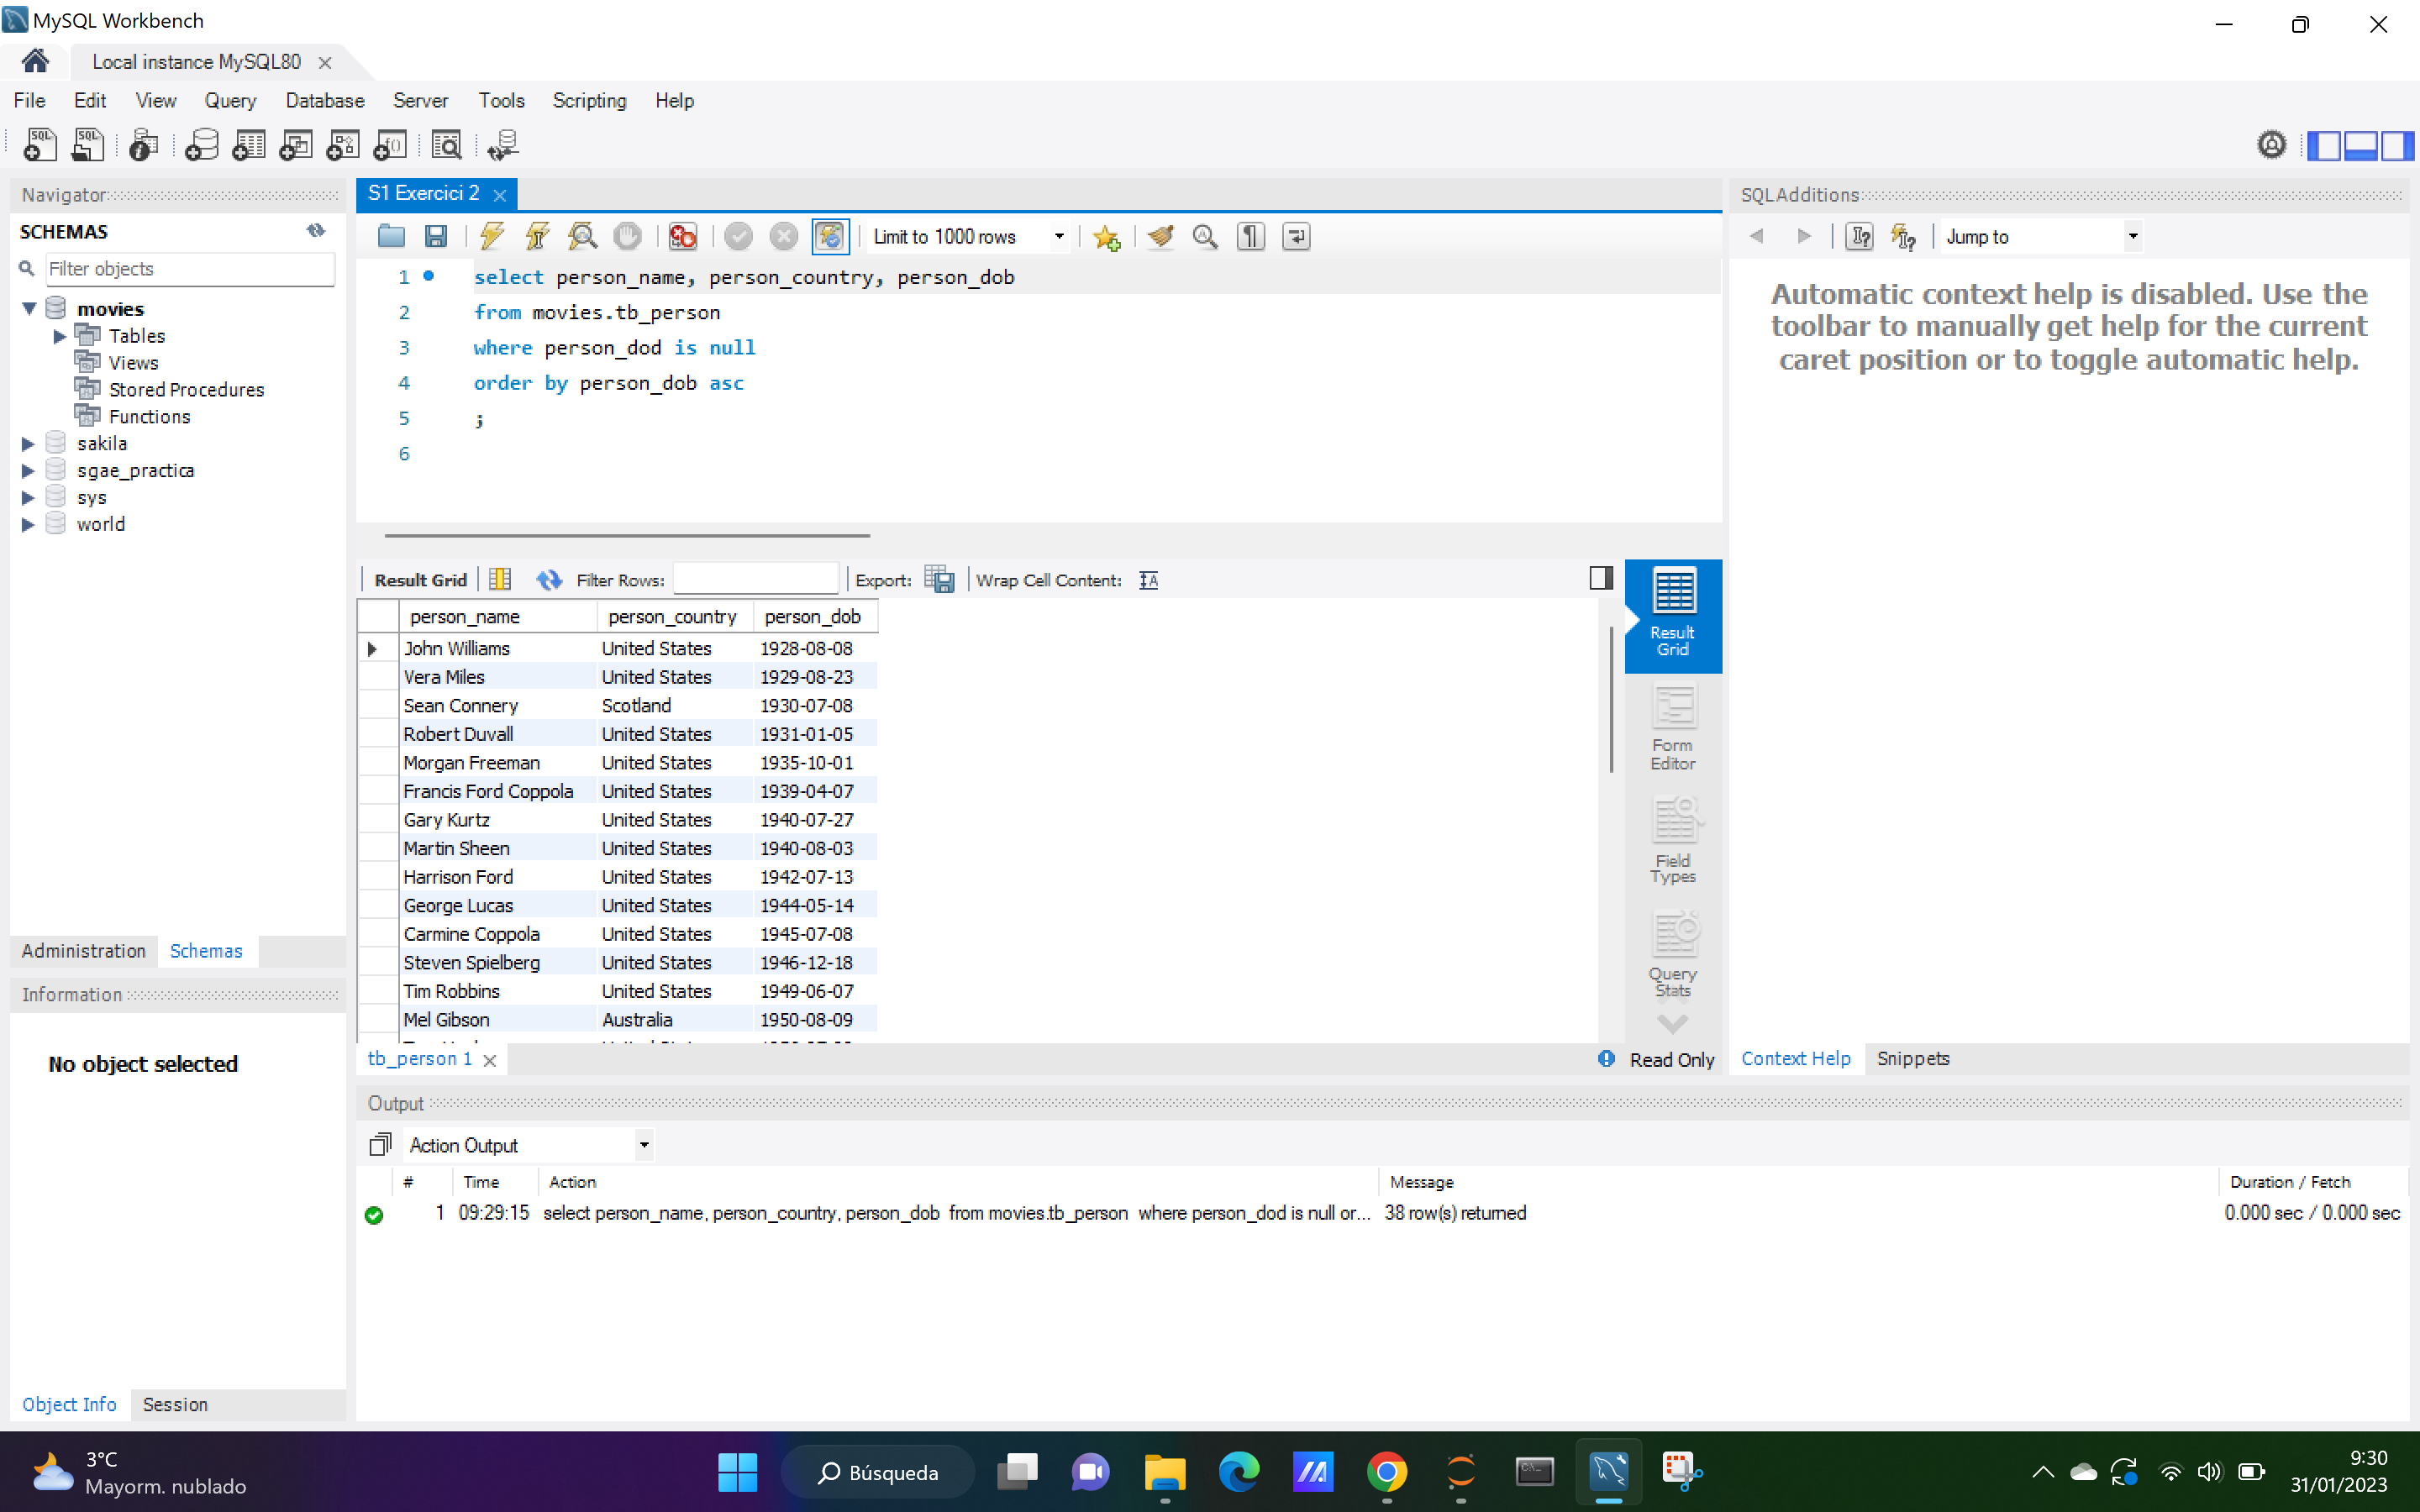 MySQL Workbench
Local instance MySQL80
File Edit View Query Database Server Tools Scripting Help
Navigator
SCHEMAS
Filter objects
movies
Tables
Views
Stored Procedures
Functions
sakila
sgae_practica
sys
world
Administration Schemas
Information
No object selected
Object Info Session
S1 Exercici 2
Limit to 1000 rows
1 select person_name, person_country, person_dob
2 from movies.tb_person
3 where person_dod is null
4 order by person_dob asc
5 ;
6
Result Grid Filter Rows: Export: Wrap Cell Content:
person_name person_country person_dob
John Williams United States 1928-08-08
Vera Miles United States 1929-08-23
Sean Connery Scotland 1930-07-08
Robert Duvall United States 1931-01-05
Morgan Freeman United States 1935-10-01
Francis Ford Coppola United States 1939-04-07
Gary Kurtz United States 1940-07-27
Martin Sheen United States 1940-08-03
Harrison Ford United States 1942-07-13
George Lucas United States 1944-05-14
Carmine Coppola United States 1945-07-08
Steven Spielberg United States 1946-12-18
Tim Robbins United States 1949-06-07
Mel Gibson Australia 1950-08-09
Result
Grid
Form
Editor
Field
Types
Query
Stats
tb_person 1
Read Only
SQLAdditions
Jump to
Automatic context help is disabled. Use the
toolbar to manually get help for the current
caret position or to toggle automatic help.
Context Help Snippets
Output
Action Output
# Time Action Message Duration / Fetch
1 09:29:15 select person_name, person_country, person_dob from movies.tb_person where person_dod is null or... 38 row(s) returned 0.000 sec / 0.000 sec
3°C
Mayorm. nublado
Búsqueda
9:30
31/01/2023